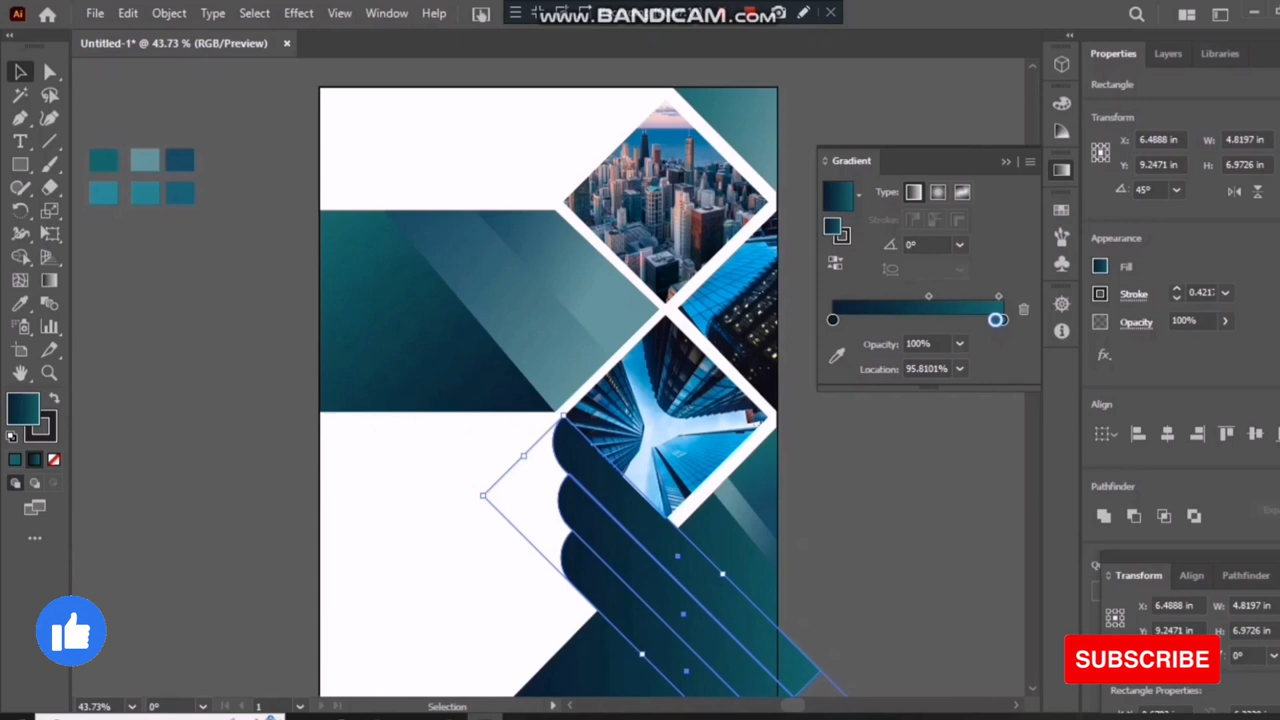 Ai File Edit Object Type Select Effect View Window Help
www.BANDICAM.com
Untitled-1* @ 43.73 % (RGB/Preview)
Properties Layers Libraries
Rectangle
Transform
X: 6.4888 in W: 4.8197 in
Y: 9.2471 in H: 6.9726 in
45°
Gradient
Type:
Stroke:
0°
Opacity: 100%
Location: 95.8101%
Appearance
Fill
Stroke 0.4217
Opacity 100%
Align
Pathfinder
Transform Align Pathfinder
X: 6.4888 in W: 4.8197 in
Y: 9.2471 in H: 6.9726 in
0°
SUBSCRIBE
Rectangle Properties:
43.73% 0° 1 Selection